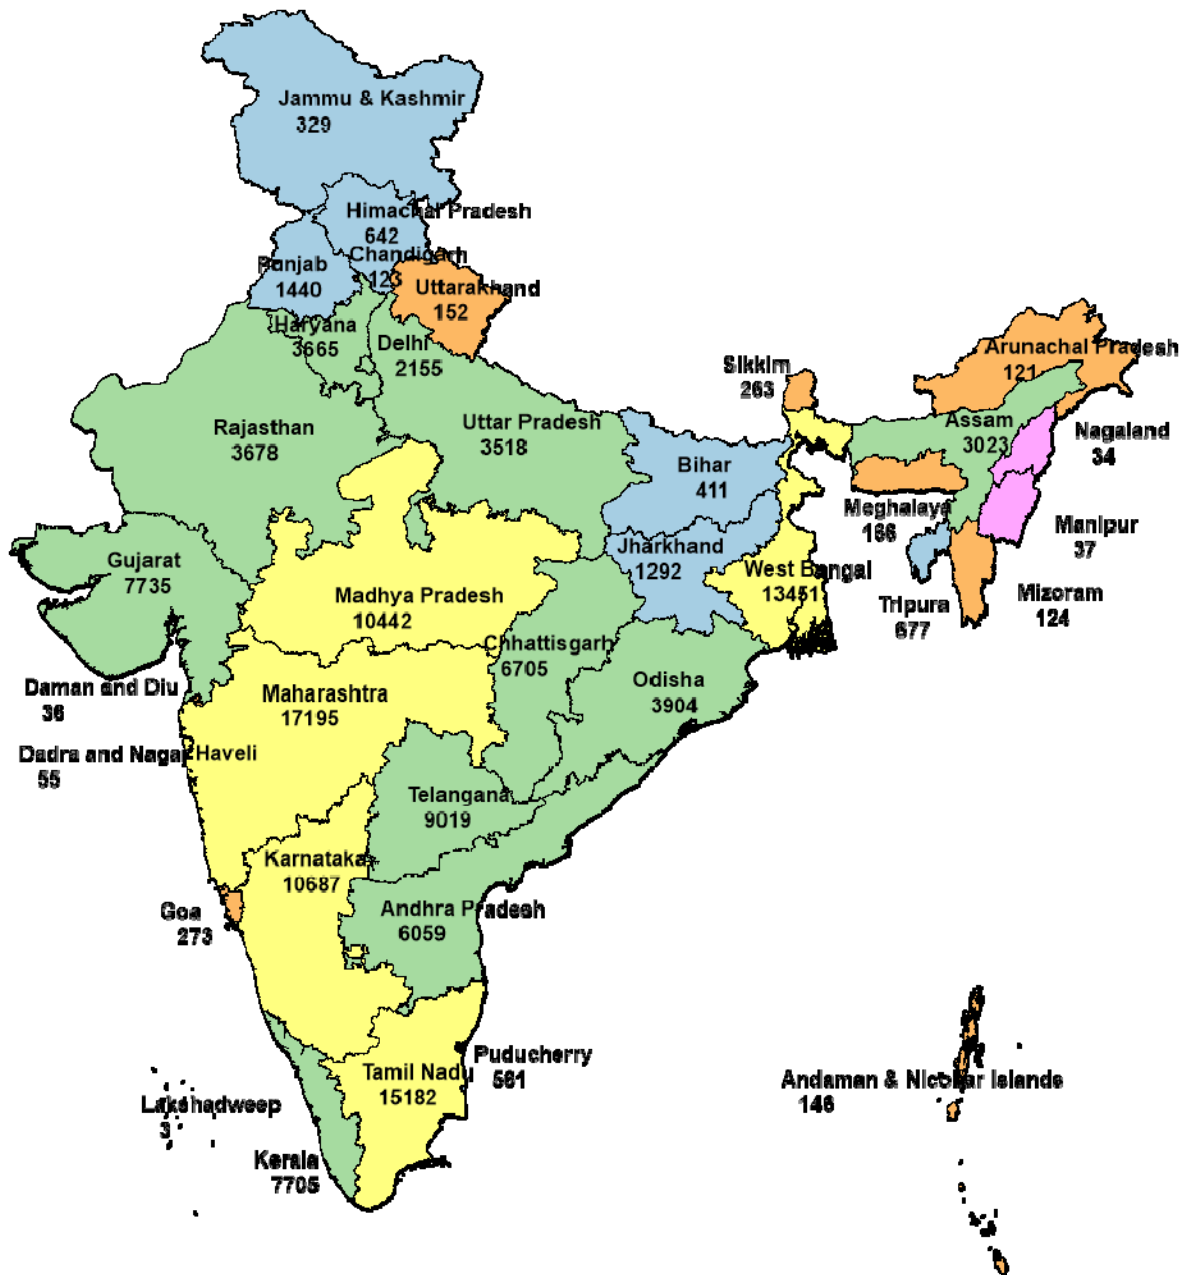 Jammu & Kashmir
329
Himachal Pradesh
642
Chandigarh
123
Punjab
1440
Uttarakhand
152
Haryana
3665
Delhi
2155
Arunachal Pradesh
121
Sikkim
263
Rajasthan
3678
Uttar Pradesh
3518
Assam
3023
Nagaland
34
Bihar
411
Meghalaya
Manipur
37
Gujarat
7735
Jharkhand
1292
West Bangal
13451
Madhya Pradesh
10442
Tripura
677
Mizoram
124
Chhattisgarh
6705
Daman and Diu
36
Maharashtra
17195
Odisha
3904
Dadra and Nagar Haveli
55
Telangana
9019
Karnataka
10687
Goa
273
Andhra Pradesh
6059
Puducherry
Tamil Nadu
15182
Andaman & Nicobar Islands
146
Lakshadweep
3
Kerala
7705